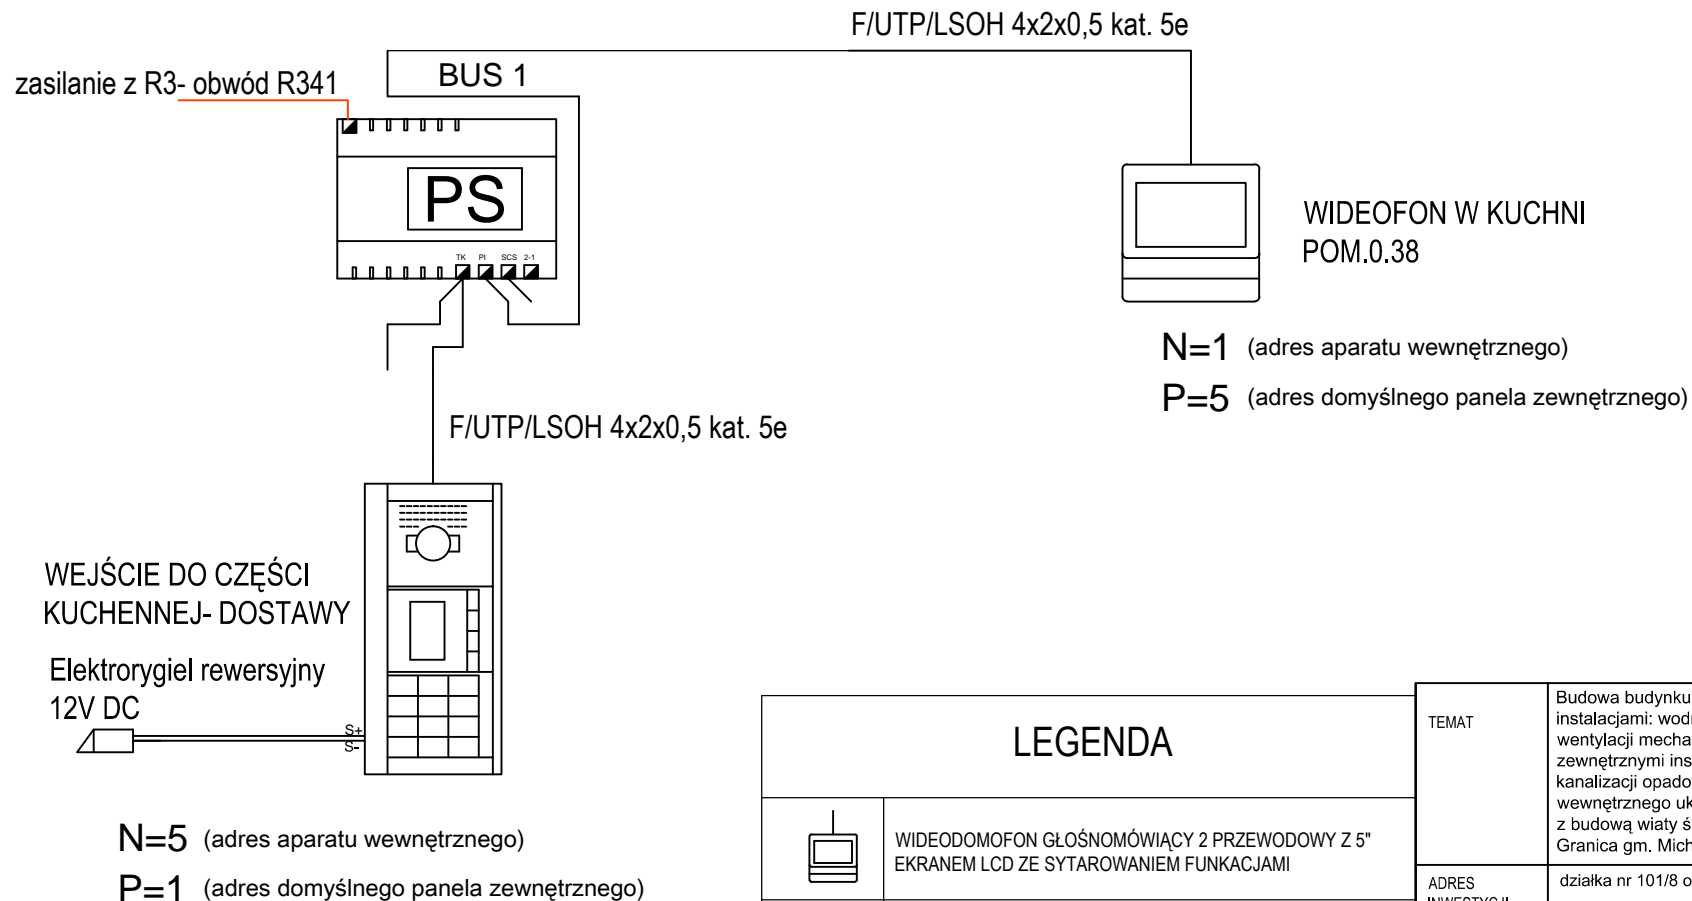 F/UTP/LSOH 4x2x0,5 kat. 5e
zasilanie z R3- obwód R341
BUS 1
PS
TK PI SCS 2-1
WIDEOFON W KUCHNI
POM.0.38
N=1 (adres aparatu wewnętrznego)
P=5 (adres domyślnego panela zewnętrznego)
F/UTP/LSOH 4x2x0,5 kat. 5e
WEJŚCIE DO CZĘŚCI
KUCHENNEJ- DOSTAWY
Elektrorygiel rewersyjny
12V DC
S+
S-
N=5 (adres aparatu wewnętrznego)
P=1 (adres domyślnego panela zewnętrznego)
LEGENDA
WIDEODOMOFON GŁOŚNOMÓWIĄCY 2 PRZEWODOWY Z 5"
EKRANEM LCD ZE SYTAROWANIEM FUNKACJAMI
TEMAT
Budowa budynku
instalacjami: wod
wentylacji mecha
zewnętrznymi ins
kanalizacji opado
wewnętrznego uk
z budową wiaty ś
Granica gm. Mich
ADRES
INWESTYCJI
działka nr 101/8 o